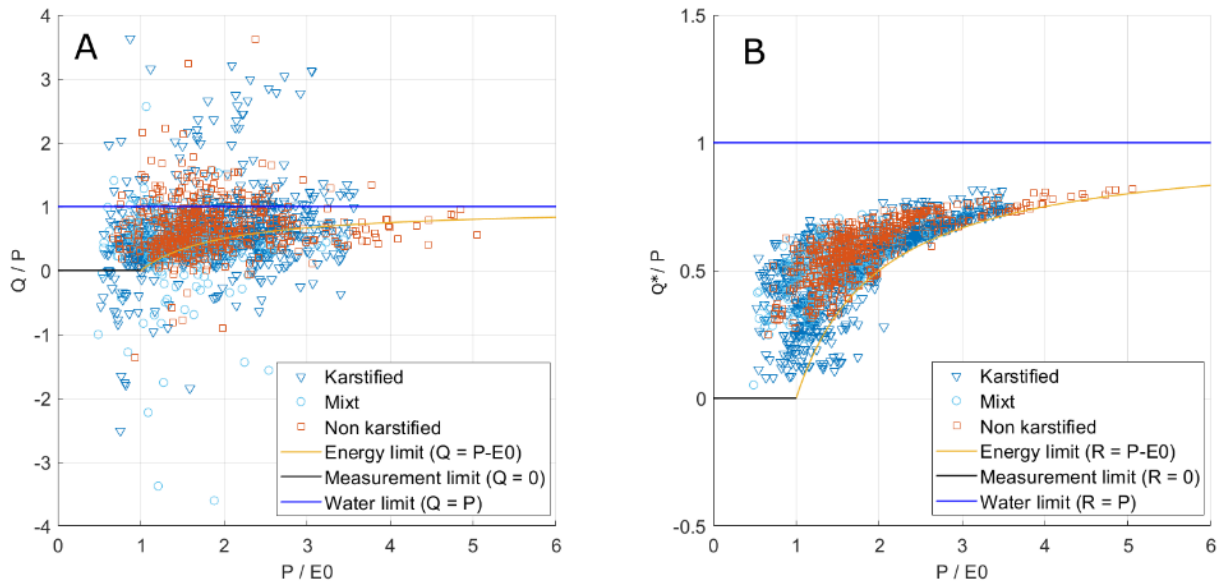 A
4
3
2
1
0
-1
-2
-3
-4
Q / P
0
1
2
3
4
5
6
P / E0
Karstified
Mixt
Non karstified
Energy limit (Q = P-E0)
Measurement limit (Q = 0)
Water limit (Q = P)
B
1.5
1
0.5
0
-0.5
Q*/ P
0
1
2
3
4
5
6
P / E0
Karstified
Mixt
Non karstified
Energy limit (R = P-E0)
Measurement limit (R = 0)
Water limit (R = P)